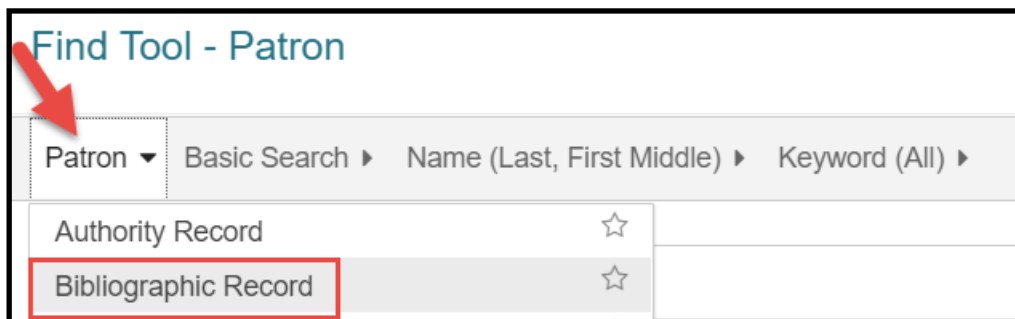 Find Tool - Patron
Patron Basic Search Name (Last, First Middle) Keyword (All)
Authority Record
Bibliographic Record